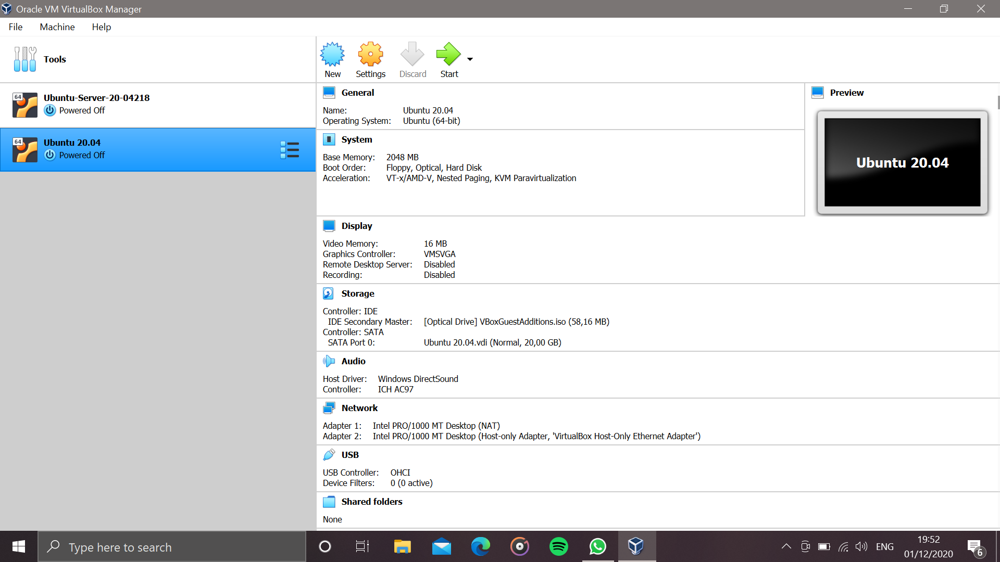 Oracle VM VirtualBox Manager
File Machine Help
Tools
New Settings Discard Start
64 Ubuntu-Server-20-04218
Powered Off
64 Ubuntu 20.04
Powered Off
General
Name: Ubuntu 20.04
Operating System: Ubuntu (64-bit)
Preview
Ubuntu 20.04
System
Base Memory: 2048 MB
Boot Order: Floppy, Optical, Hard Disk
Acceleration: VT-x/AMD-V, Nested Paging, KVM Paravirtualization
Display
Video Memory: 16 MB
Graphics Controller: VMSVGA
Remote Desktop Server: Disabled
Recording: Disabled
Storage
Controller: IDE
IDE Secondary Master: [Optical Drive] VBoxGuestAdditions.iso (58,16 MB)
Controller: SATA
SATA Port 0: Ubuntu 20.04.vdi (Normal, 20,00 GB)
Audio
Host Driver: Windows DirectSound
Controller: ICH AC97
Network
Adapter 1: Intel PRO/1000 MT Desktop (NAT)
Adapter 2: Intel PRO/1000 MT Desktop (Host-only Adapter, 'VirtualBox Host-Only Ethernet Adapter')
USB
USB Controller: OHCI
Device Filters: 0 (0 active)
Shared folders
None
Type here to search
ENG
19:52
01/12/2020
6